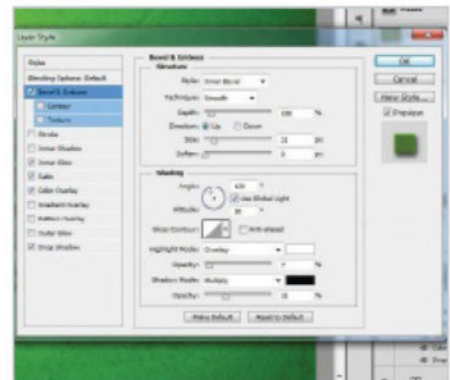 Layer Style
Styles
Blending Options: Default
Bevel & Emboss
Contour
Texture
Stroke
Inner Shadow
Inner Glow
Satin
Color Overlay
Gradient Overlay
Pattern Overlay
Outer Glow
Drop Shadow
Bevel & Emboss
Structure
Style: Inner Bevel
Technique: Smooth
Depth: 100 %
Direction: Up Down
Size: px
Soften: px
Shading
Angle: 120 °
Use Global Light
Altitude: 30 °
Gloss Contour: Anti-aliased
Highlight Mode: Overlay
Opacity: %
Shadow Mode: Multiply
Opacity: %
Make Default Reset to Default
OK
Cancel
New Style...
Preview